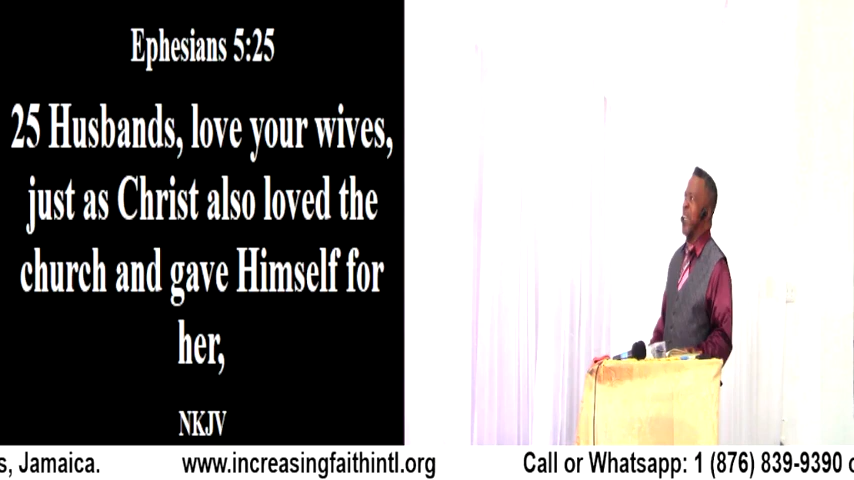 Ephesians 5:25
25 Husbands, love your wives,
just as Christ also loved the
church and gave Himself for
her,
NKJV
s, Jamaica. www.increasingfaithintl.org Call or Whatsapp: 1 (876) 839-9390 o